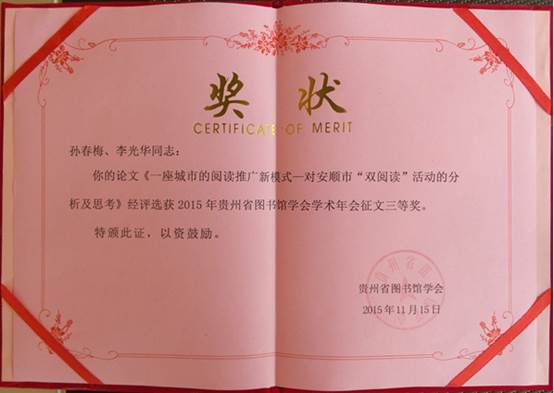 奖 状
CERTIFICATE OF MERIT
孙春梅、李光华同志：
你的论文《一座城市的阅读推广新模式—对安顺市“双阅读”活动的分
析及思考》经评选获2015年贵州省图书馆学会学术年会征文三等奖。
特颁此证，以资鼓励。
贵州省图书馆学会
2015年11月15日